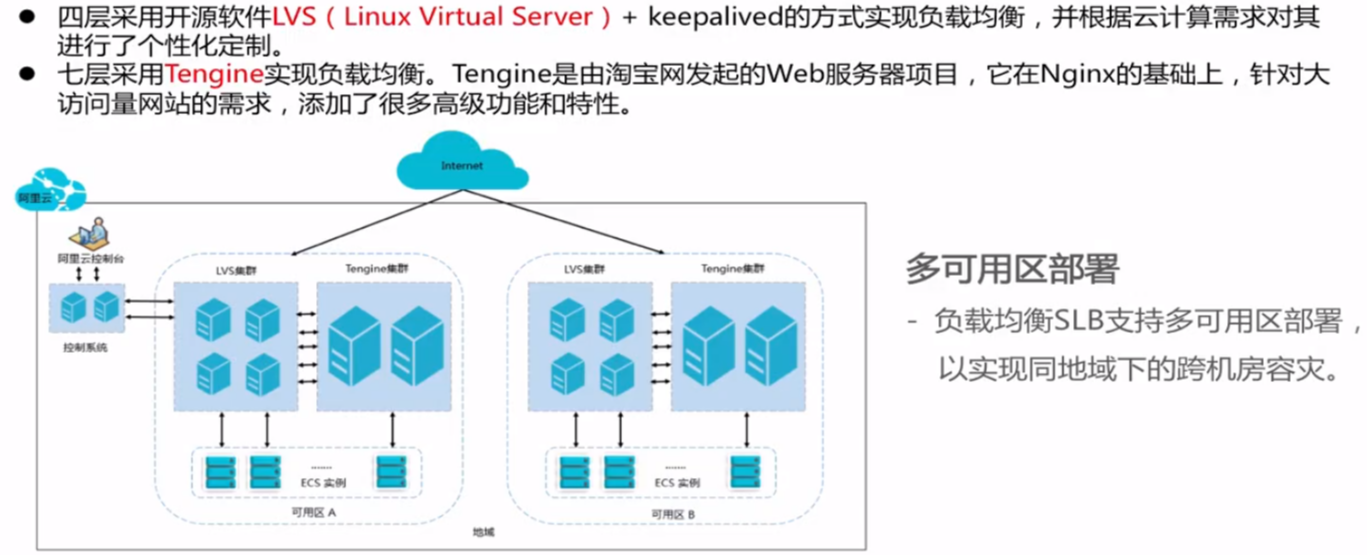 ● 四层采用开源软件LVS（Linux Virtual Server）+ keepalived的方式实现负载均衡，并根据云计算需求对其
进行了个性化定制。
● 七层采用Tengine实现负载均衡。Tengine是由淘宝网发起的Web服务器项目，它在Nginx的基础上，针对大
访问量网站的需求，添加了很多高级功能和特性。
Internet
阿里云
阿里云控制台
控制系统
LVS集群
Tengine集群
ECS 实例
可用区 A
LVS集群
Tengine集群
ECS 实例
可用区 B
地域
多可用区部署
- 负载均衡SLB支持多可用区部署，
以实现同地域下的跨机房容灾。